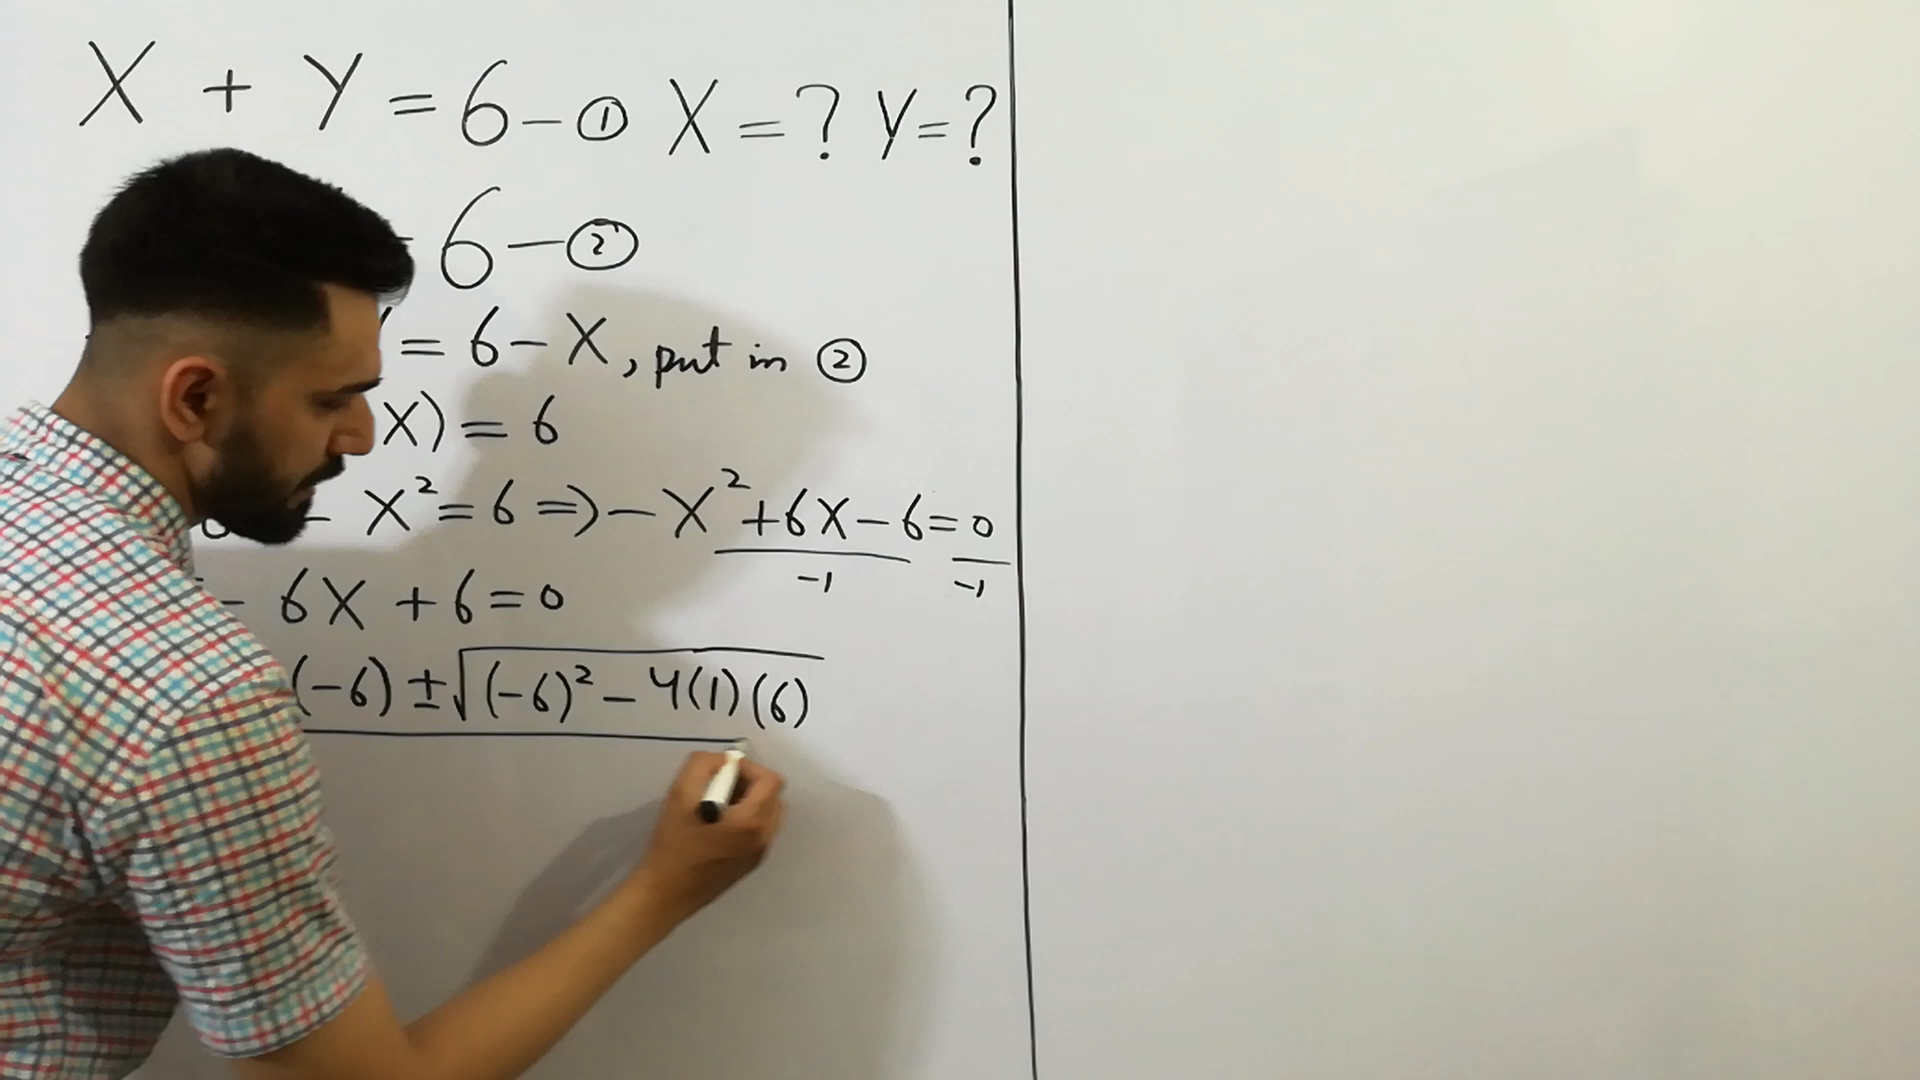 X + Y = 6 - ① X = ? Y = ?
6 - ②
= 6 - X, put in ②
X) = 6
- X² = 6 => - X² + 6X - 6 = 0
-1 -1
- 6X + 6 = 0
(-6) ± √(-6)² - 4(1)(6)